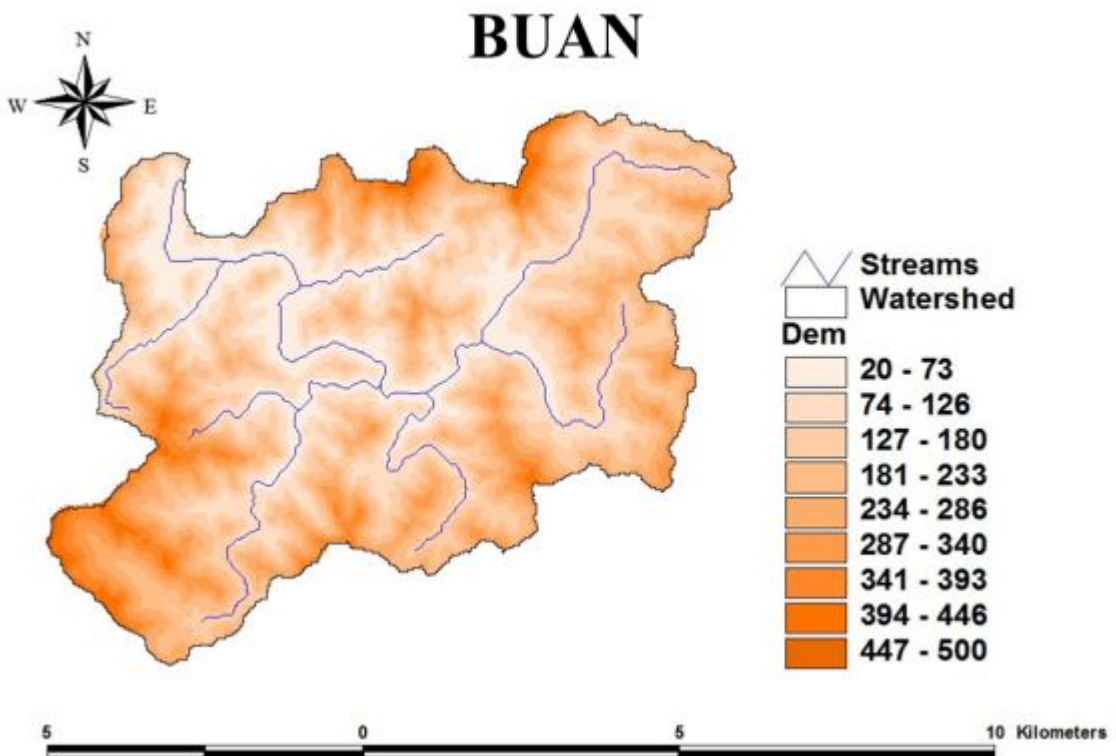 BUAN
N
W E
S
Streams
Watershed
Dem
20 - 73
74 - 126
127 - 180
181 - 233
234 - 286
287 - 340
341 - 393
394 - 446
447 - 500
5 0 5 10 Kilometers